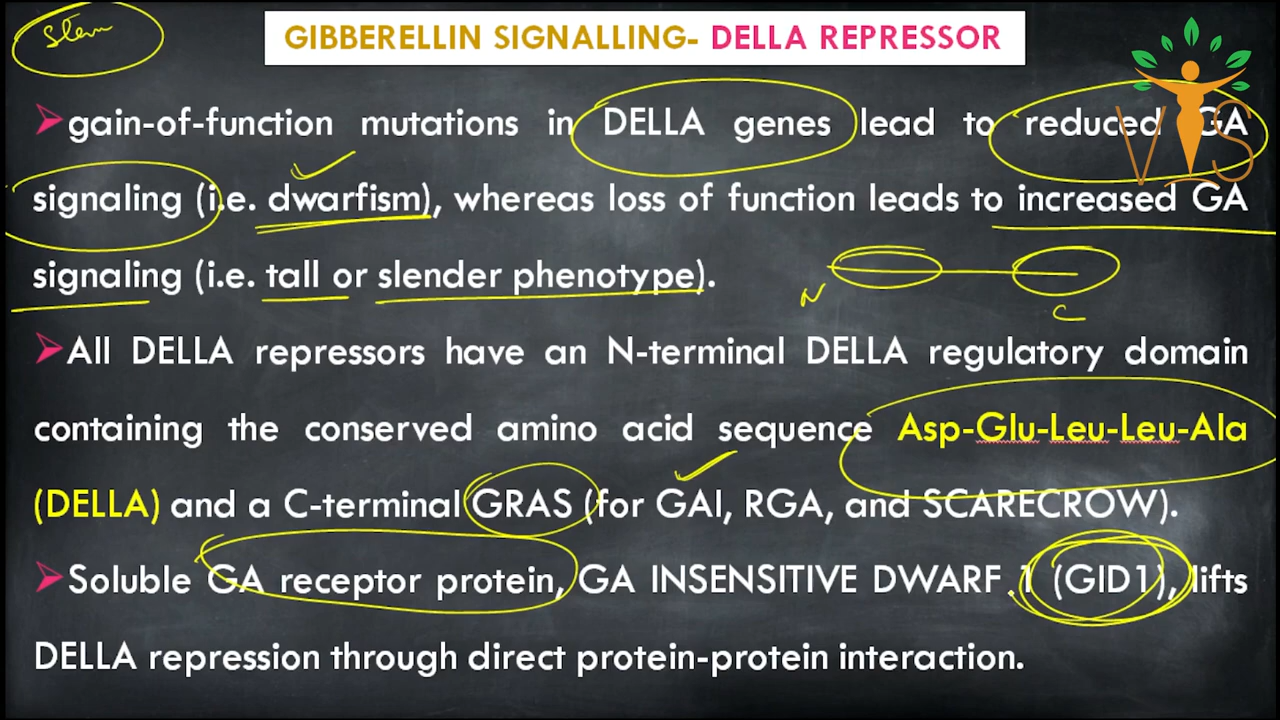 Stem
GIBBERELLIN SIGNALLING- DELLA REPRESSOR
VS
➤gain-of-function mutations in DELLA genes lead to reduced GA
signaling (i.e. dwarfism), whereas loss of function leads to increased GA
signaling (i.e. tall or slender phenotype).
N
C
➤All DELLA repressors have an N-terminal DELLA regulatory domain
containing the conserved amino acid sequence Asp-Glu-Leu-Leu-Ala
(DELLA) and a C-terminal GRAS (for GAI, RGA, and SCARECROW).
➤Soluble GA receptor protein, GA INSENSITIVE DWARF 1 (GID1), lifts
DELLA repression through direct protein-protein interaction.